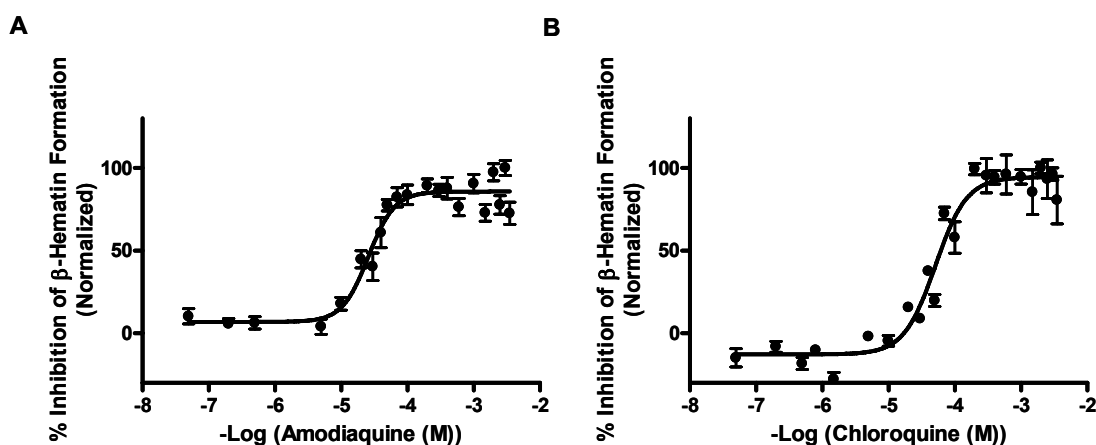 A
% Inhibition of β-Hematin Formation
(Normalized)
100
50
0
-8 -7 -6 -5 -4 -3 -2
-Log (Amodiaquine (M))
B
% Inhibition of β-Hematin Formation
(Normalized)
100
50
0
-8 -7 -6 -5 -4 -3 -2
-Log (Chloroquine (M))